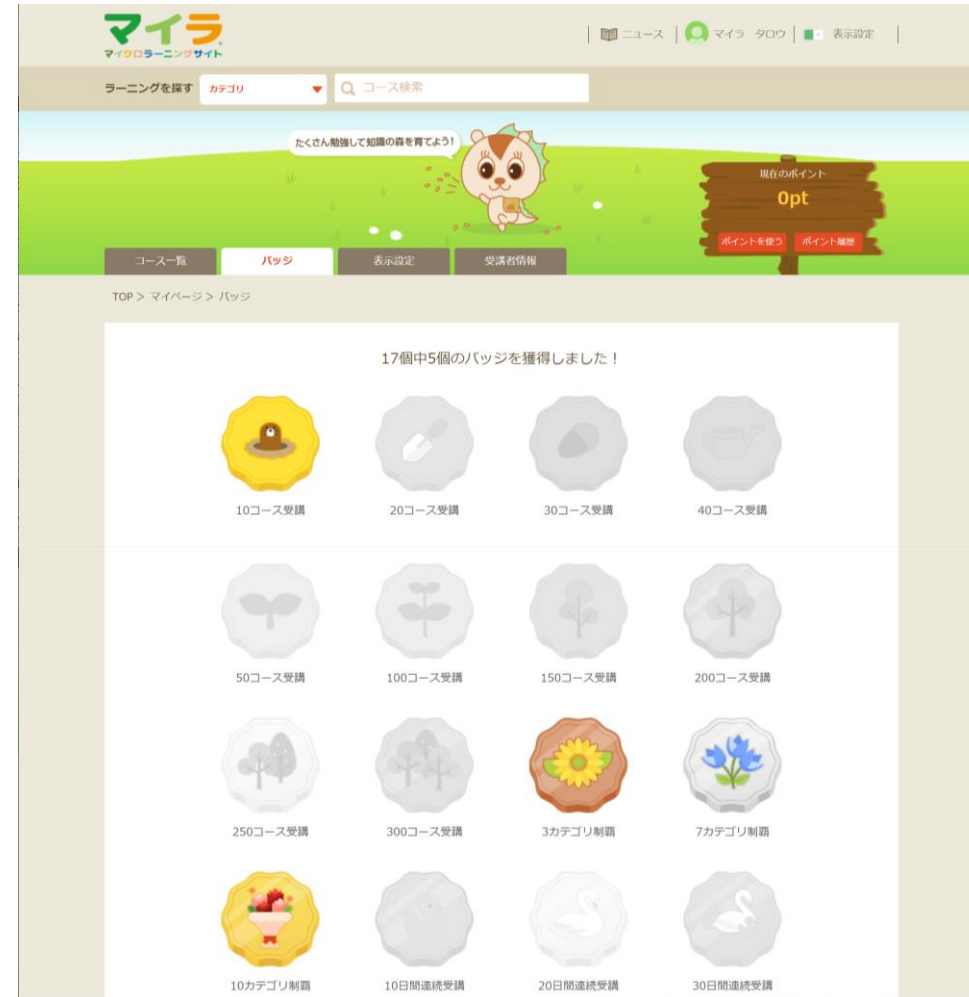 マイラ
マイクロラーニングサイト
ニュース
マイラ タロウ
表示設定
ラーニングを探す
カテゴリ
コース検索
たくさん勉強して知識の森を育てよう!
現在のポイント
0pt
ポイントを使う
ポイント履歴
コース一覧
バッジ
表示設定
受講者情報
TOP > マイページ > バッジ
17個中5個のバッジを獲得しました!
10コース受講
20コース受講
30コース受講
40コース受講
50コース受講
100コース受講
150コース受講
200コース受講
250コース受講
300コース受講
3カテゴリ制覇
7カテゴリ制覇
10カテゴリ制覇
10日間連続受講
20日間連続受講
30日間連続受講